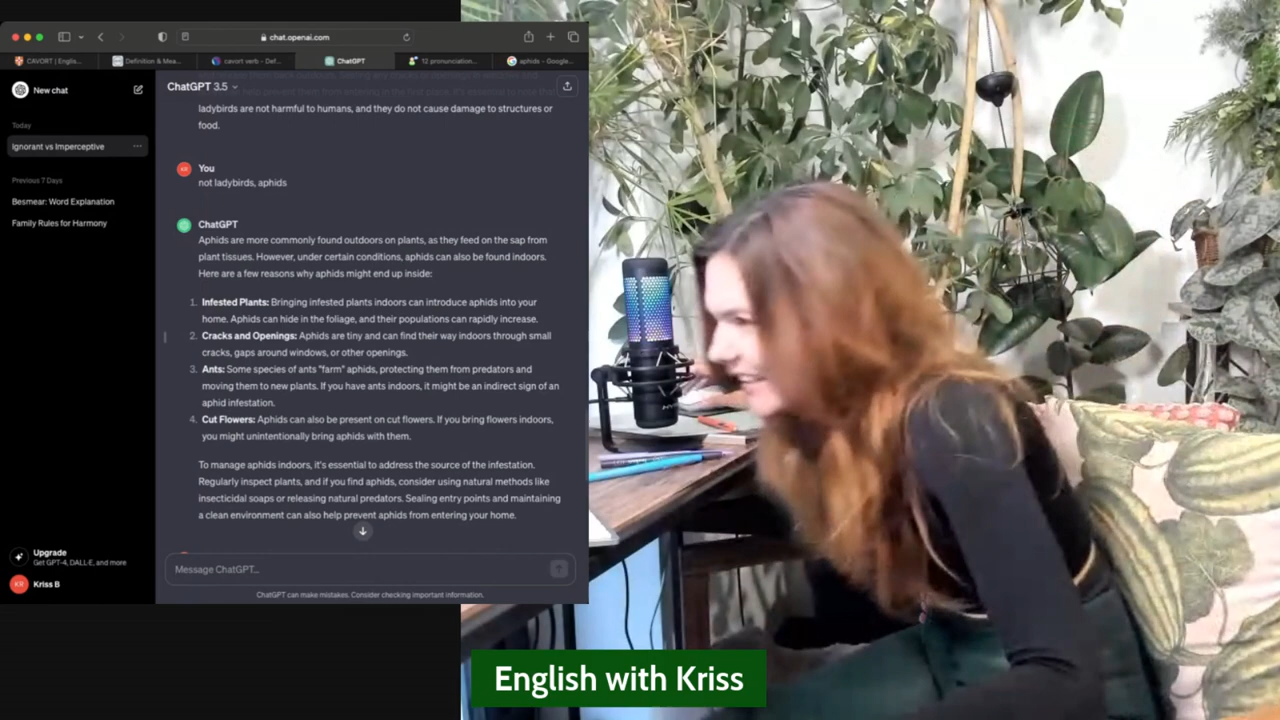 chat.openai.com
CAVORT | Englis...
Definition & Mea...
cavort verb - Def...
ChatGPT
12 pronunciation...
aphids - Google...
New chat
ChatGPT 3.5
ladybirds are not harmful to humans, and they do not cause damage to structures or
food.
Today
Ignorant vs Imperceptive
Previous 7 Days
Besmear: Word Explanation
Family Rules for Harmony
KR
You
not ladybirds, aphids
ChatGPT
Aphids are more commonly found outdoors on plants, as they feed on the sap from
plant tissues. However, under certain conditions, aphids can also be found indoors.
Here are a few reasons why aphids might end up inside:
1. Infested Plants: Bringing infested plants indoors can introduce aphids into your
home. Aphids can hide in the foliage, and their populations can rapidly increase.
2. Cracks and Openings: Aphids are tiny and can find their way indoors through small
cracks, gaps around windows, or other openings.
3. Ants: Some species of ants "farm" aphids, protecting them from predators and
moving them to new plants. If you have ants indoors, it might be an indirect sign of an
aphid infestation.
4. Cut Flowers: Aphids can also be present on cut flowers. If you bring flowers indoors,
you might unintentionally bring aphids with them.
To manage aphids indoors, it's essential to address the source of the infestation.
Regularly inspect plants, and if you find aphids, consider using natural methods like
insecticidal soaps or releasing natural predators. Sealing entry points and maintaining
a clean environment can also help prevent aphids from entering your home.
Upgrade
Get GPT-4, DALL·E, and more
KR Kriss B
Message ChatGPT...
ChatGPT can make mistakes. Consider checking important information.
English with Kriss